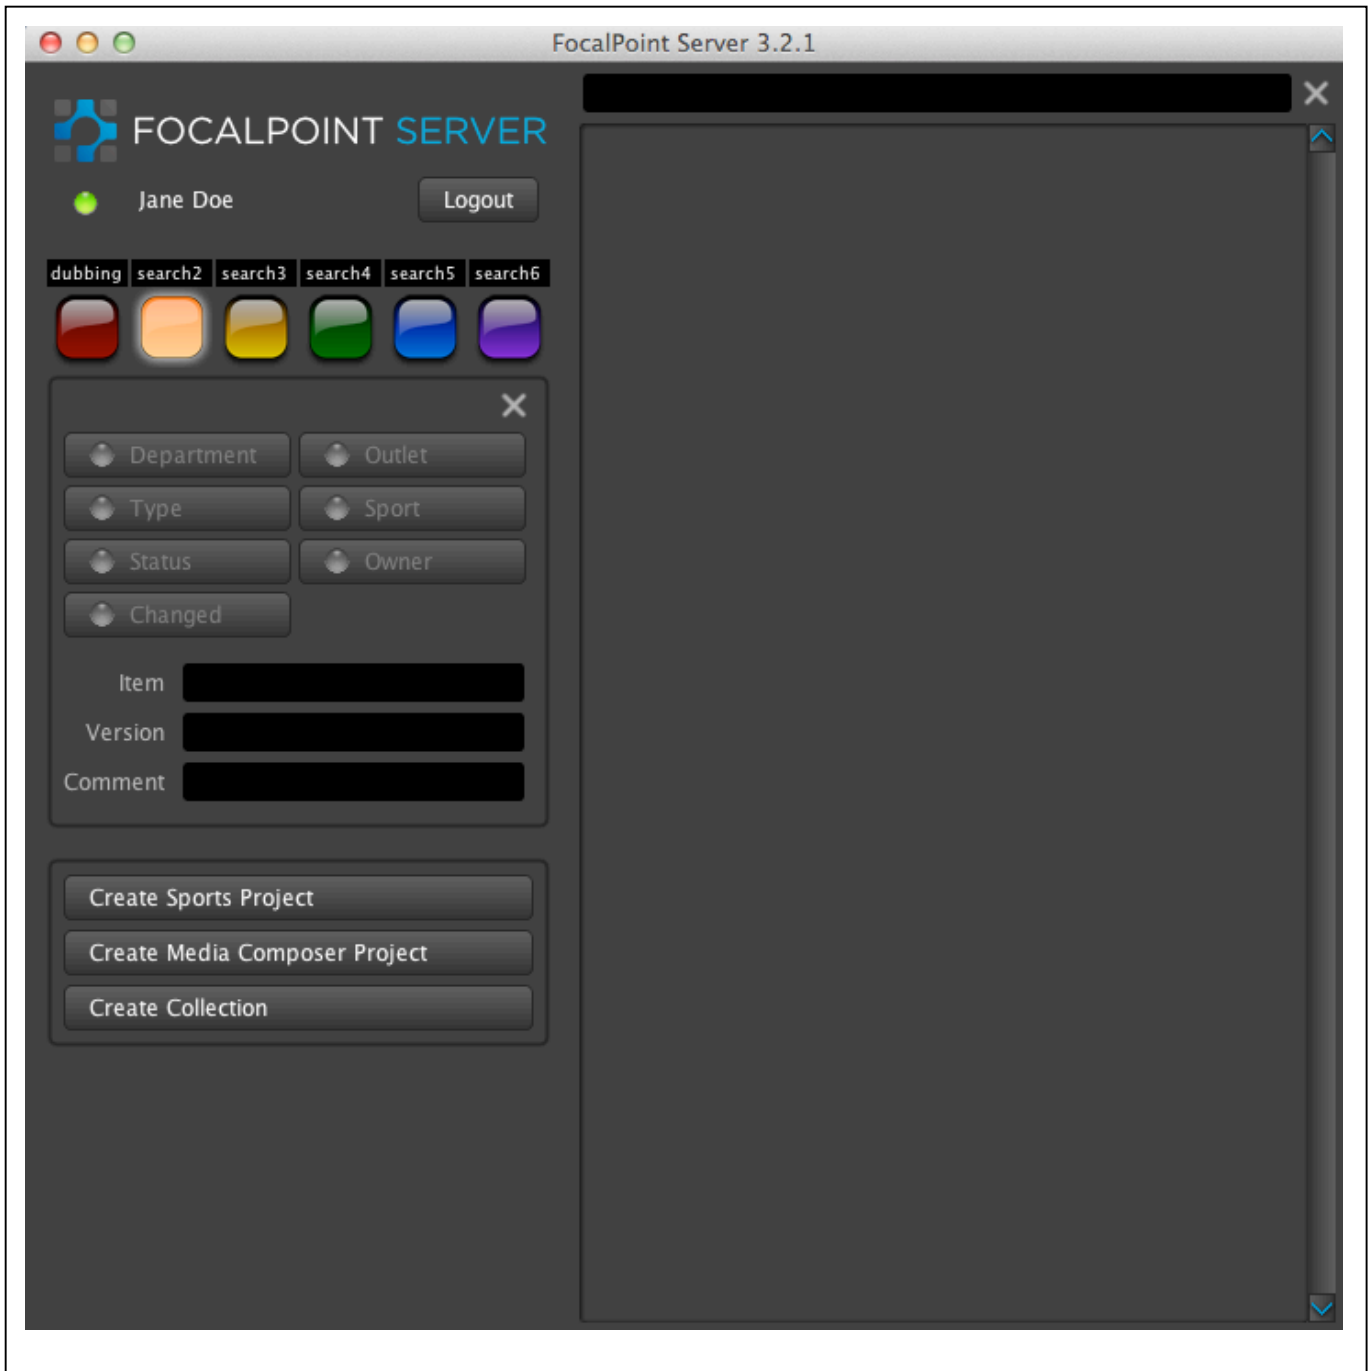 FocalPoint Server 3.2.1
FOCALPOINT SERVER
Jane Doe Logout
dubbing search2 search3 search4 search5 search6
Department Outlet
Type Sport
Status Owner
Changed
Item
Version
Comment
Create Sports Project
Create Media Composer Project
Create Collection